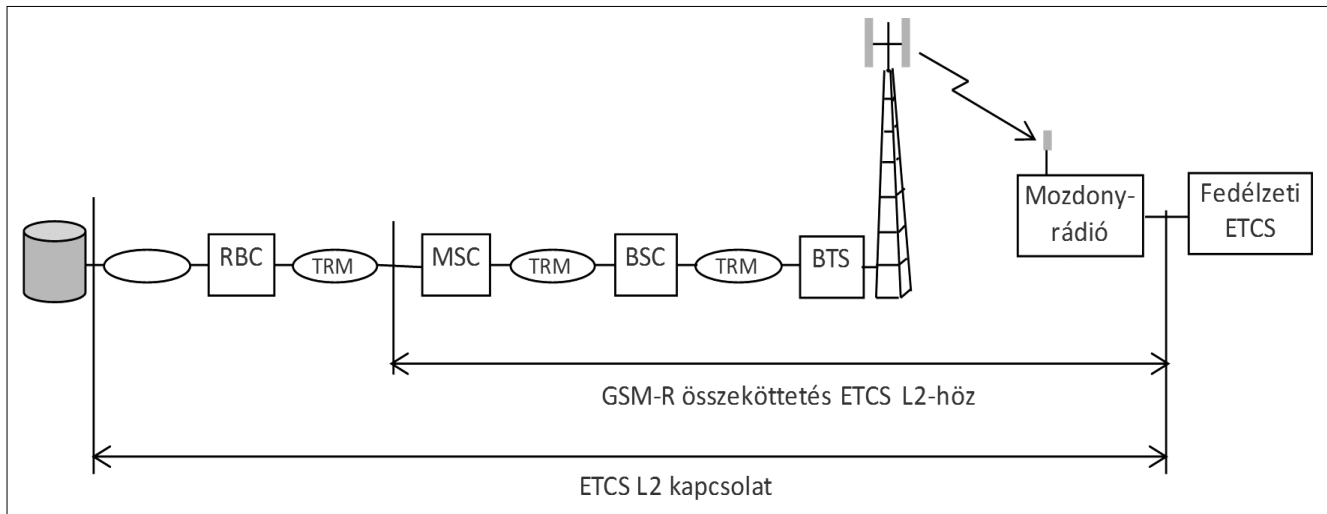 Mozdony-
rádió
Fedélzeti
ETCS
RBC
TRM
MSC
TRM
BSC
TRM
BTS
GSM-R összeköttetés ETCS L2-höz
ETCS L2 kapcsolat